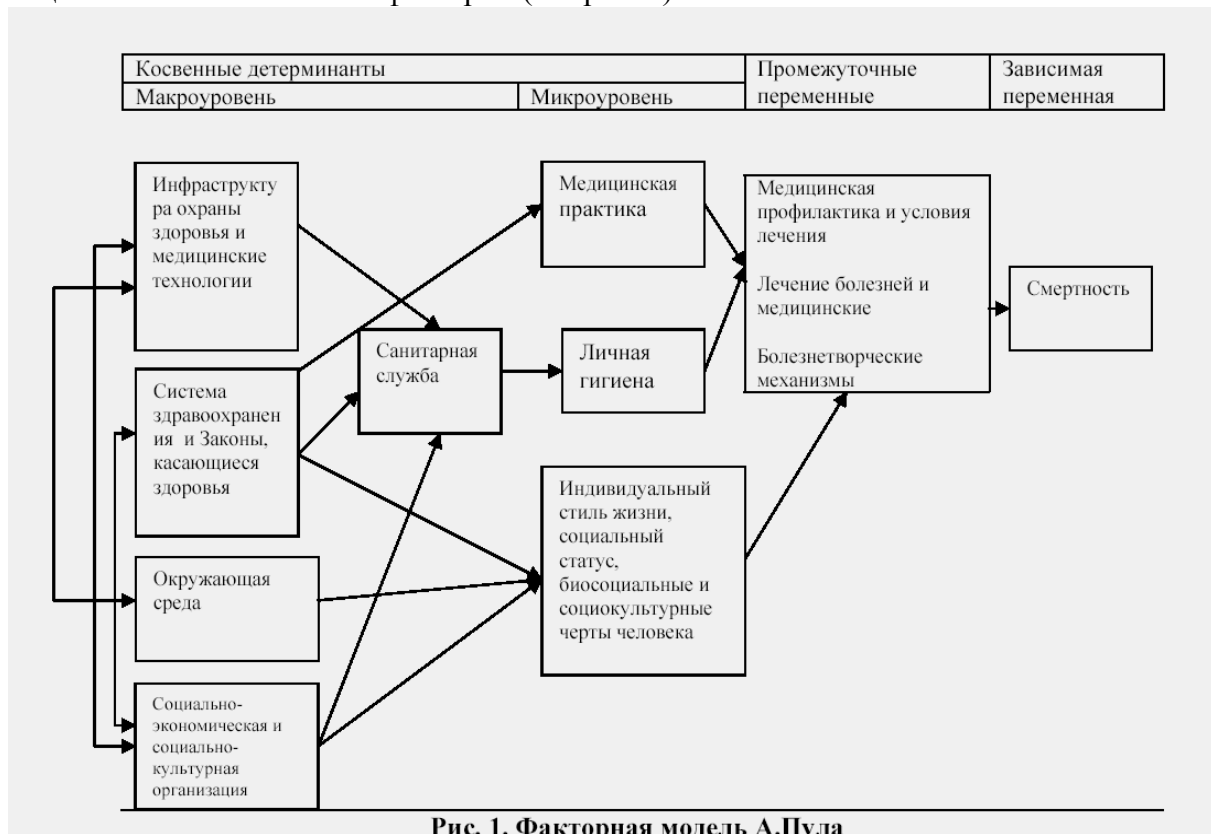 Косвенные детерминанты
Промежуточные
переменные
Зависимая
переменная
Макроуровень
Микроуровень
Инфраструкту
ра охраны
здоровья и
медицинские
технологии
Медицинская
практика
Медицинская
профилактика и условия
лечения
Лечение болезней и
медицинские
Болезнетворческие
механизмы
Смертность
Санитарная
служба
Личная
гигиена
Система
здравоохранен
ия и Законы,
касающиеся
здоровья
Индивидуальный
стиль жизни,
социальный
статус,
биосоциальные и
социокультурные
черты человека
Окружающая
среда
Социально-
экономическая и
социально-
культурная
организация
Рис. 1. Факторная модель А.Пула